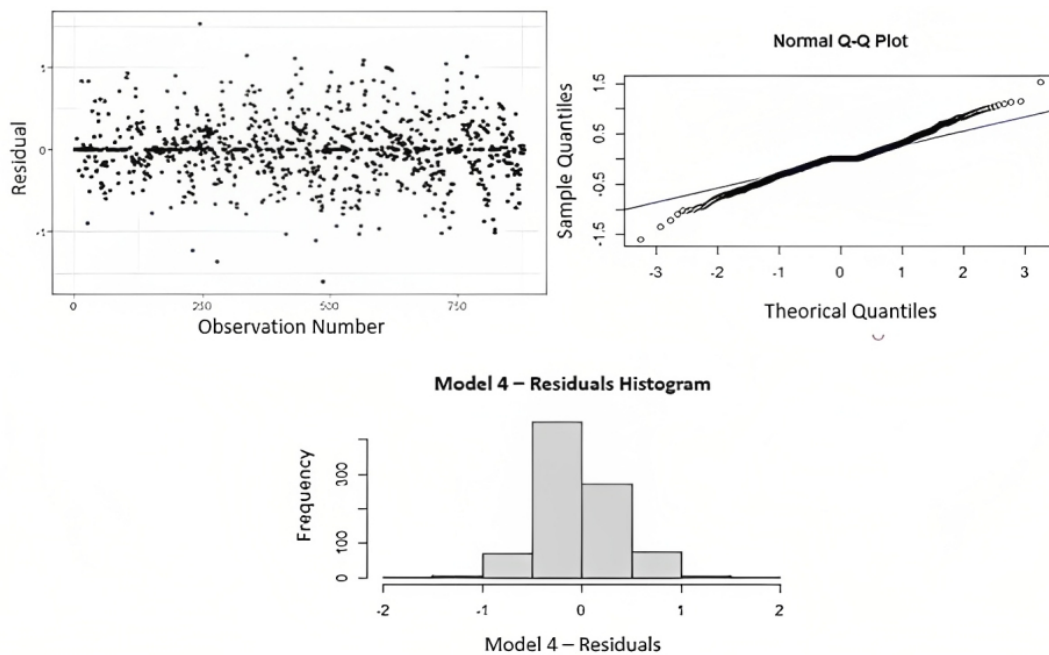 Residual
1
0
-1
0
250
500
750
Observation Number
Normal Q-Q Plot
Sample Quantiles
1.5
0.5
-0.5
-1.5
-3 -2 -1 0 1 2 3
Theorical Quantiles
Model 4 – Residuals Histogram
Frequency
300
100
0
-2 -1 0 1 2
Model 4 – Residuals